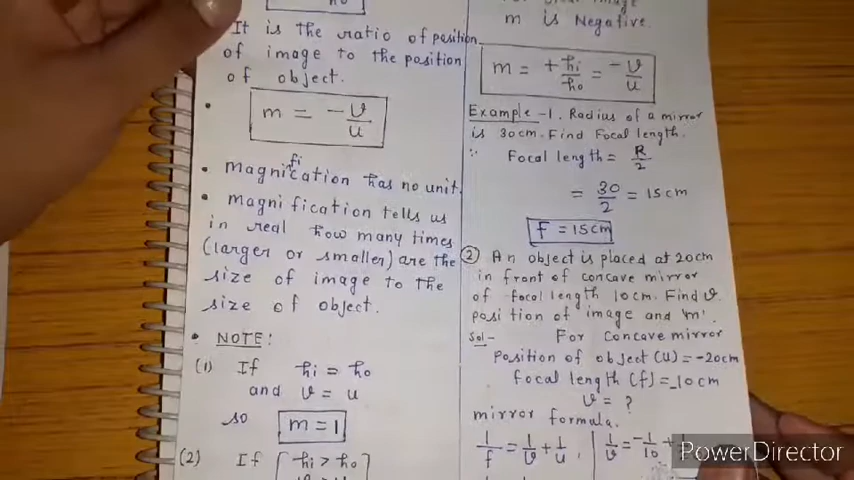 It is the ratio of position
of image to the position
of object.
m = -v/u
Magnification has no unit.
magnification tells us
in real how many times
(larger or smaller) are the
size of image to the
size of object.
NOTE:
(1) If hi = ho
and v = u
so m = 1
(2) If hi > ho
m is Negative.
m = +hi/ho = -v/u
Example-1. Radius of a mirror
is 30cm. Find Focal length.
∵ Focal length = R/2
= 30/2 = 15cm
f = 15cm
② An object is placed at 20cm
in front of concave mirror
of focal length 10cm. Find v.
position of image and 'm'.
Sol- For Concave mirror
Position of object (u) = -20cm
focal length (f) = -10cm
v = ?
mirror formula.
1/f = 1/v + 1/u, 1/v = -1/10 +
PowerDirector